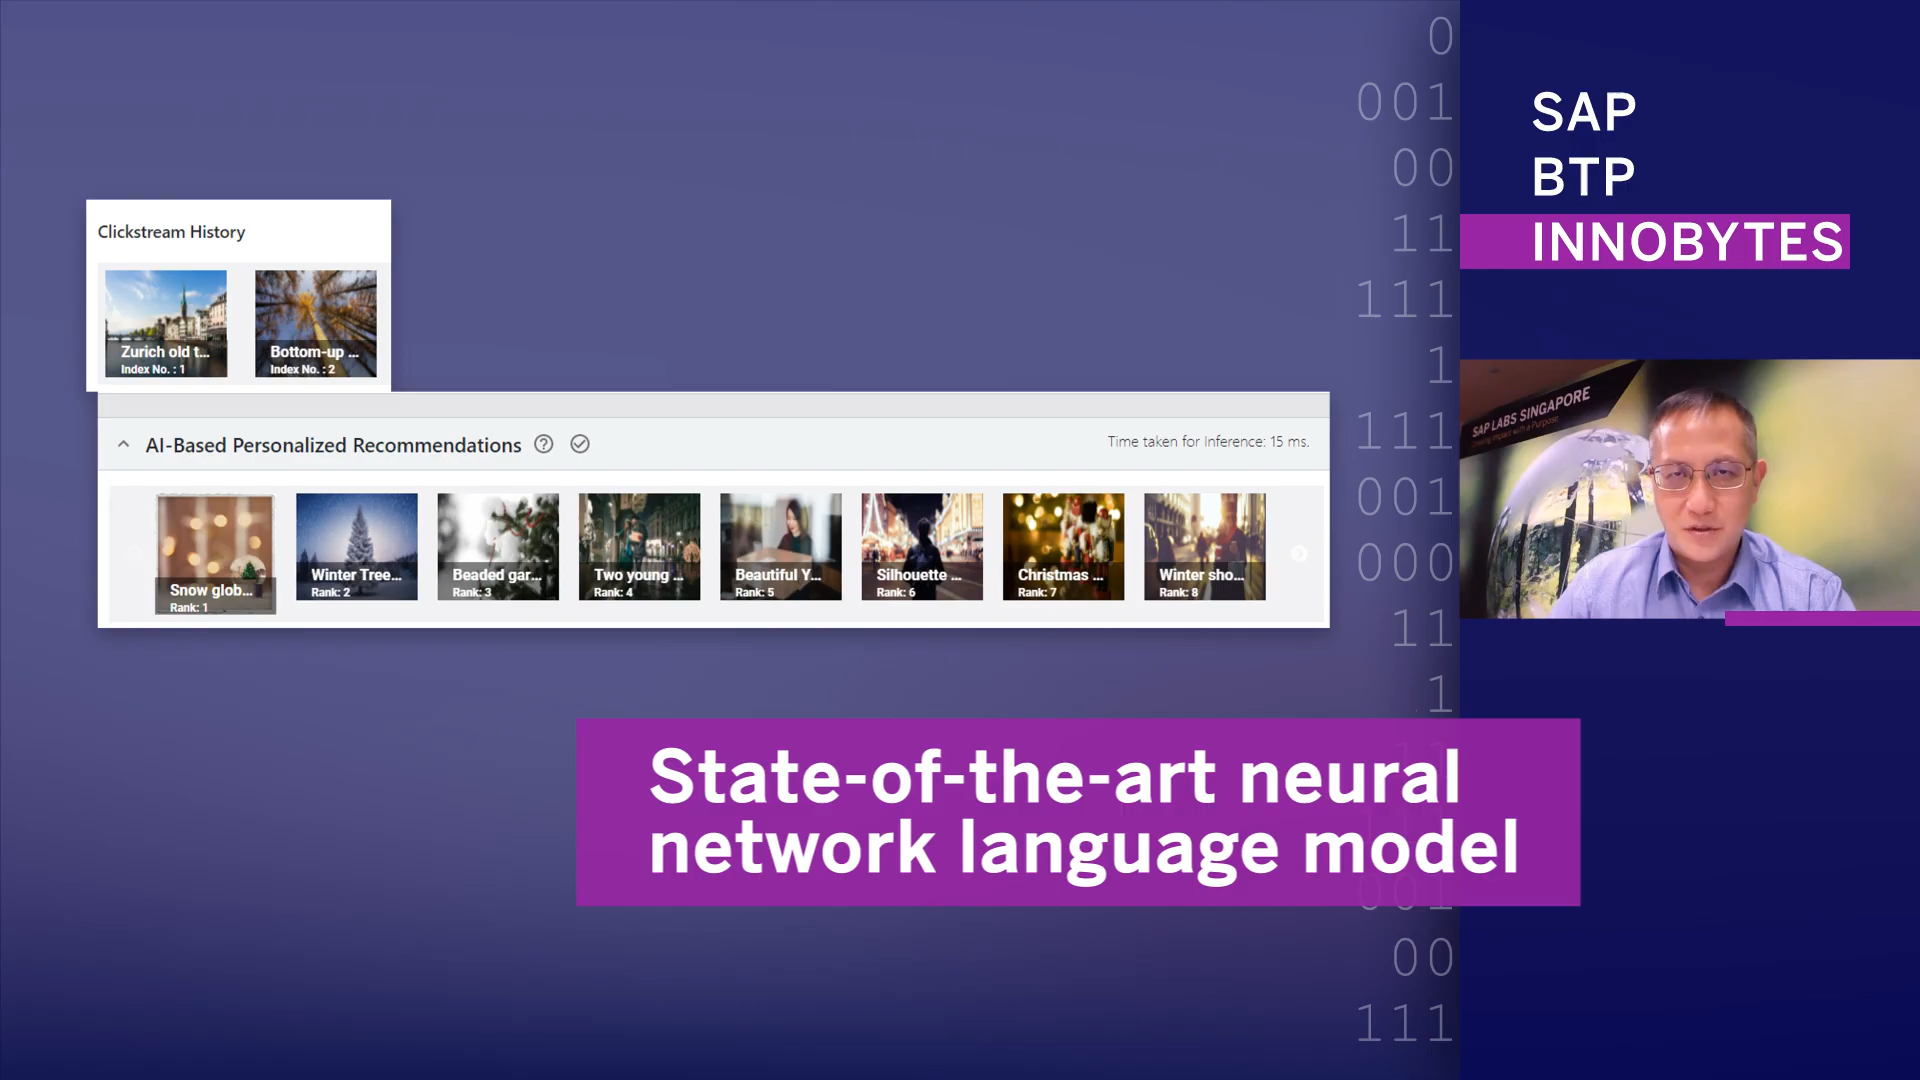 SAP
BTP
INNOBYTES
Clickstream History
Zurich old t...
Index No. : 1
Bottom-up ...
Index No. : 2
AI-Based Personalized Recommendations
Time taken for Inference: 15 ms.
Snow glob...
Rank: 1
Winter Tree...
Rank: 2
Beaded gar...
Rank: 3
Two young ...
Rank: 4
Beautiful Y...
Rank: 5
Silhouette ...
Rank: 6
Christmas ...
Rank: 7
Winter sho...
Rank: 8
SAP LABS SINGAPORE
State-of-the-art neural
network language model
0
001
00
11
111
1
111
001
000
11
1
001
00
111